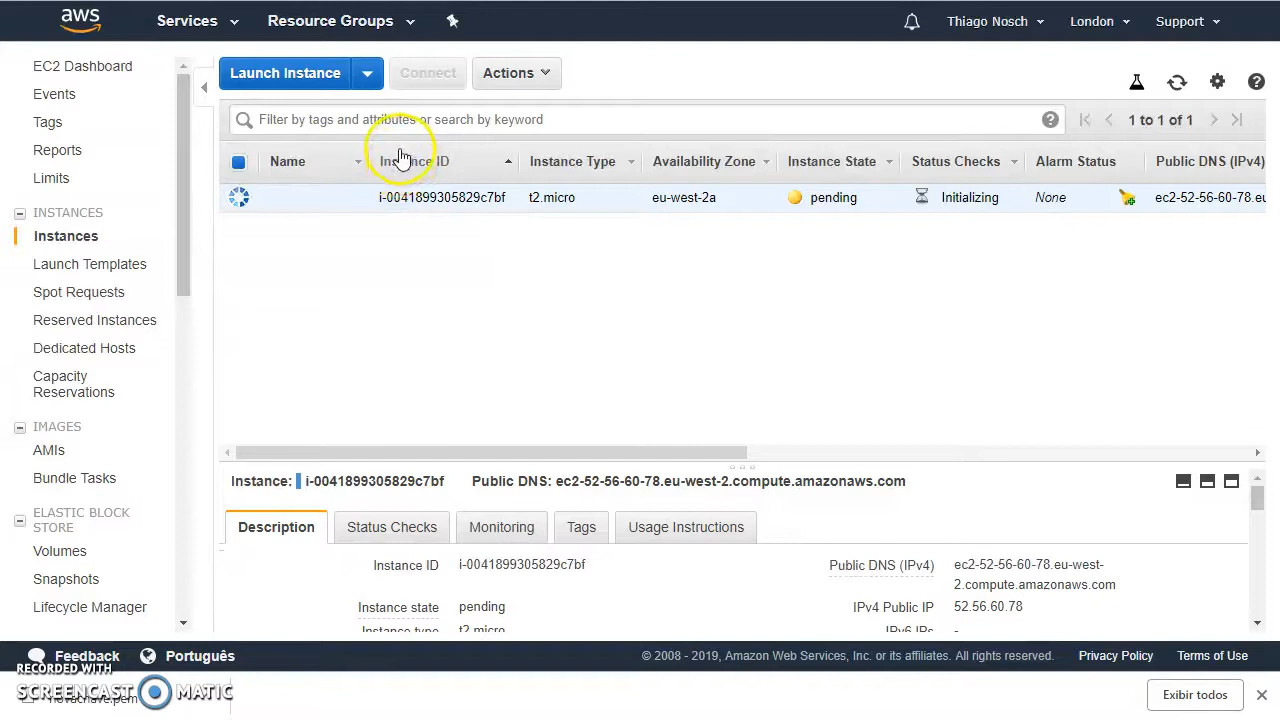 aws Services Resource Groups Thiago Nosch London Support
EC2 Dashboard
Events
Tags
Reports
Limits
INSTANCES
Instances
Launch Templates
Spot Requests
Reserved Instances
Dedicated Hosts
Capacity
Reservations
IMAGES
AMIs
Bundle Tasks
ELASTIC BLOCK
STORE
Volumes
Snapshots
Lifecycle Manager
Launch Instance Connect Actions
Filter by tags and attributes or search by keyword 1 to 1 of 1
Name Instance ID Instance Type Availability Zone Instance State Status Checks Alarm Status Public DNS (IPv4)
i-0041899305829c7bf t2.micro eu-west-2a pending Initializing None ec2-52-56-60-78.eu
Instance: i-0041899305829c7bf Public DNS: ec2-52-56-60-78.eu-west-2.compute.amazonaws.com
Description Status Checks Monitoring Tags Usage Instructions
Instance ID i-0041899305829c7bf Public DNS (IPv4) ec2-52-56-60-78.eu-west-
2.compute.amazonaws.com
Instance state pending IPv4 Public IP 52.56.60.78
Instance type t2.micro IPv6 IPs -
Feedback Português © 2008 - 2019, Amazon Web Services, Inc. or its affiliates. All rights reserved. Privacy Policy Terms of Use
RECORDED WITH
SCREENCAST MATIC
novachave.pem Exibir todos